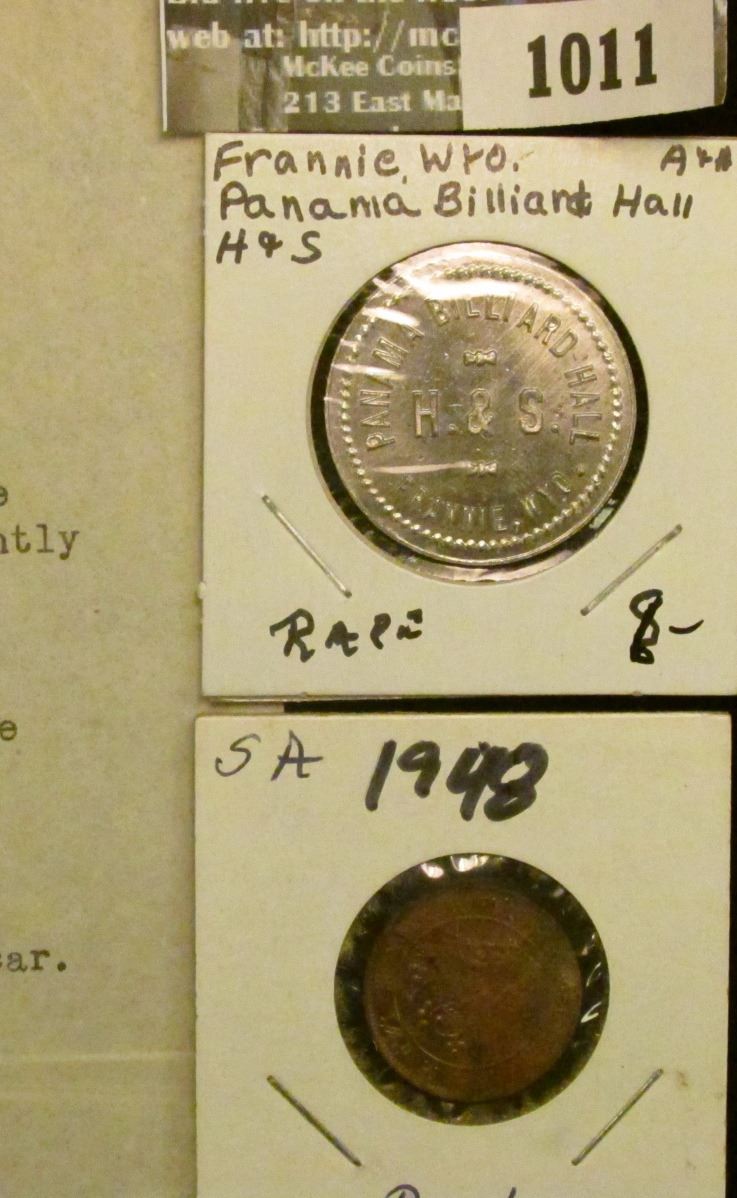 web at: http://mc
McKee Coins
213 East Ma
1011
Frannie, Wyo.
Panama Billiard Hall
H & S
PANAMA BILLIARD HALL
H. & S.
FRANNIE, WYO.
RARE
8-
ntly
e
ear.
SA 1948